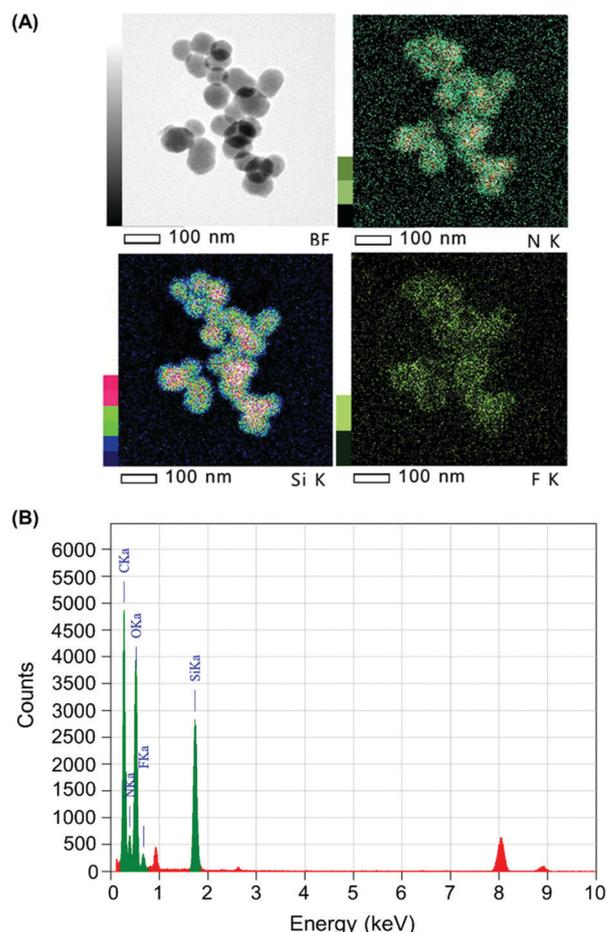 (A)
100 nm BF
100 nm N K
100 nm Si K
100 nm F K
(B)
Counts
6000
5500
5000
4500
4000
3500
3000
2500
2000
1500
1000
500
0
CKa
NKa
OKa
FKa
SiKa
0 1 2 3 4 5 6 7 8 9 10
Energy (keV)